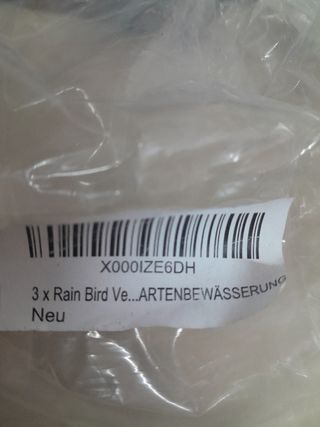 X000IZE6DH
3 x Rain Bird Ve...ARTENBEWÄSSERUNG
Neu